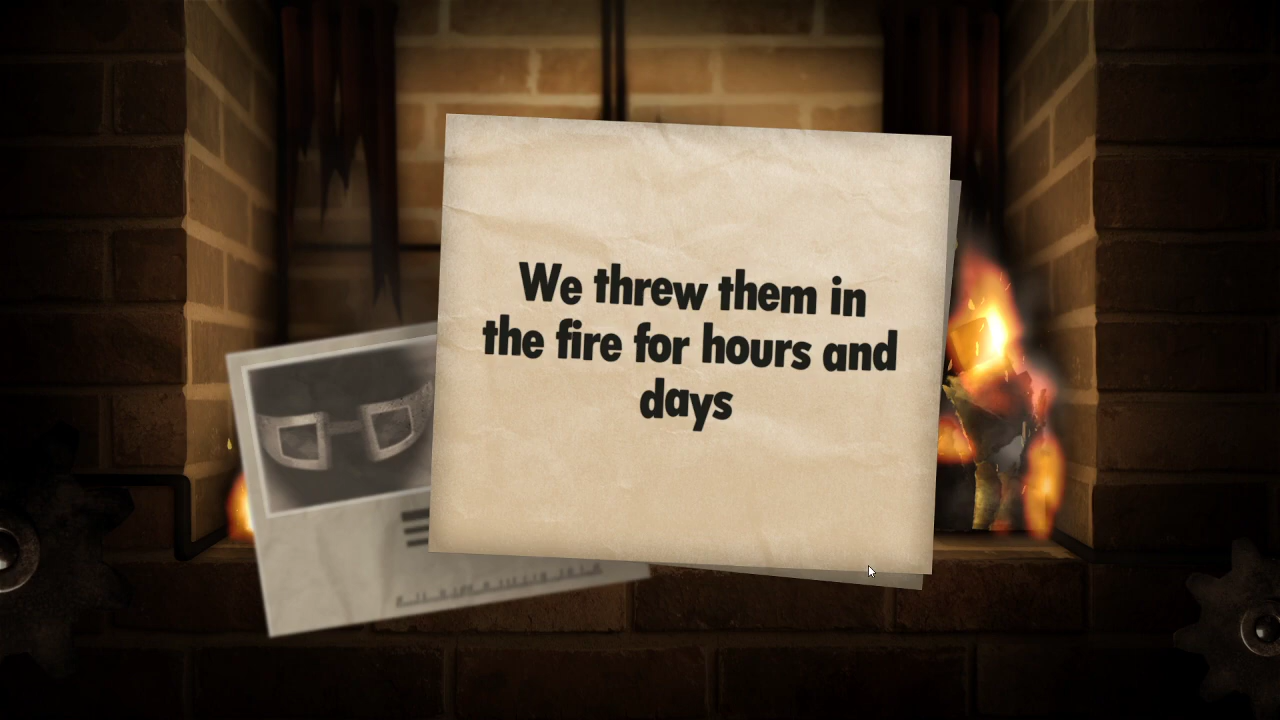 We threw them in
the fire for hours and
days